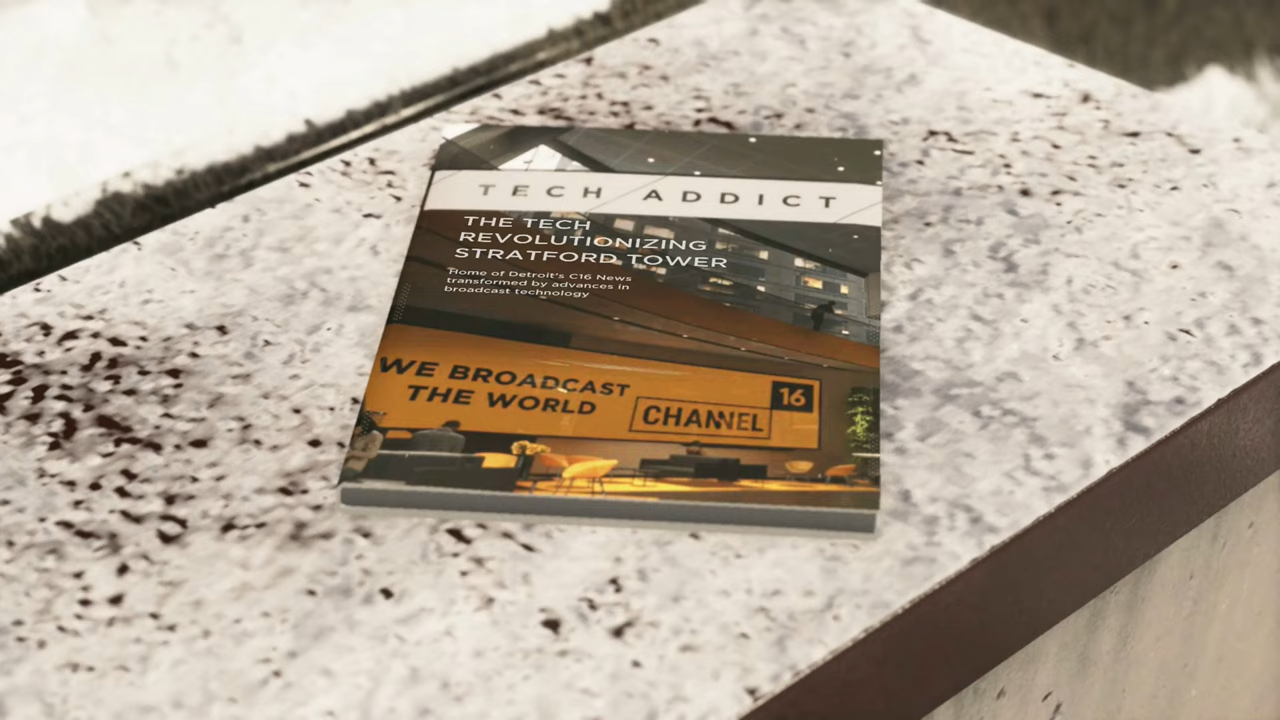 TECH ADDICT
THE TECH
REVOLUTIONIZING
STRATFORD TOWER
Home of Detroit's C16 News
transformed by advances in
broadcast technology
WE BROADCAST
THE WORLD
16
CHANNEL